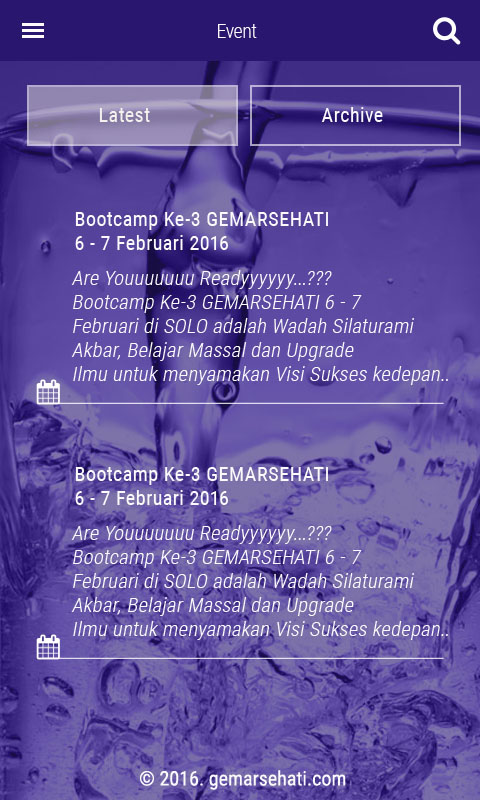 Event
Latest
Archive
Bootcamp Ke-3 GEMARSEHATI
6 - 7 Februari 2016
Are Youuuuuuu Readyyyyyy...???
Bootcamp Ke-3 GEMARSEHATI 6 - 7
Februari di SOLO adalah Wadah Silaturami
Akbar, Belajar Massal dan Upgrade
Ilmu untuk menyamakan Visi Sukses kedepan..
Bootcamp Ke-3 GEMARSEHATI
6 - 7 Februari 2016
Are Youuuuuuu Readyyyyyy...???
Bootcamp Ke-3 GEMARSEHATI 6 - 7
Februari di SOLO adalah Wadah Silaturami
Akbar, Belajar Massal dan Upgrade
Ilmu untuk menyamakan Visi Sukses kedepan..
© 2016. gemarsehati.com